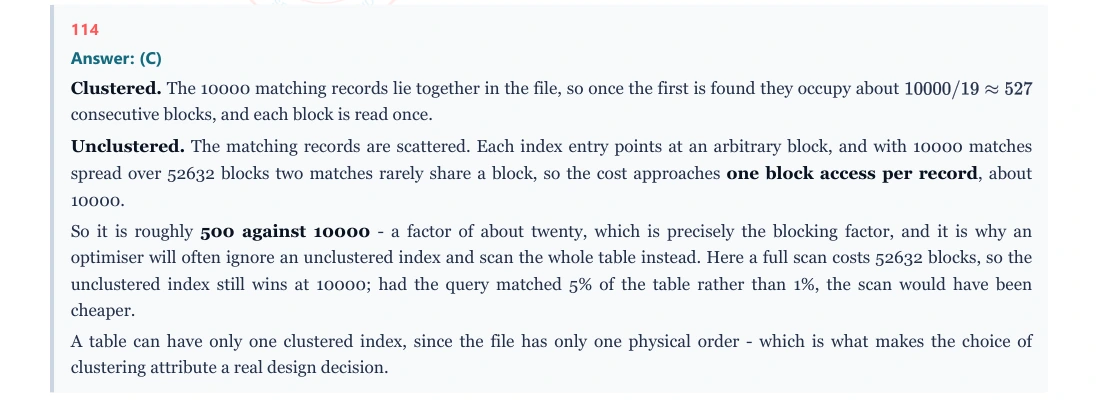 114
Answer: (C)
Clustered. The 10000 matching records lie together in the file, so once the first is found they occupy about 10000/19 ≈ 527
consecutive blocks, and each block is read once.
Unclustered. The matching records are scattered. Each index entry points at an arbitrary block, and with 10000 matches
spread over 52632 blocks two matches rarely share a block, so the cost approaches one block access per record, about
10000.
So it is roughly 500 against 10000 - a factor of about twenty, which is precisely the blocking factor, and it is why an
optimiser will often ignore an unclustered index and scan the whole table instead. Here a full scan costs 52632 blocks, so the
unclustered index still wins at 10000; had the query matched 5% of the table rather than 1%, the scan would have been
cheaper.
A table can have only one clustered index, since the file has only one physical order - which is what makes the choice of
clustering attribute a real design decision.